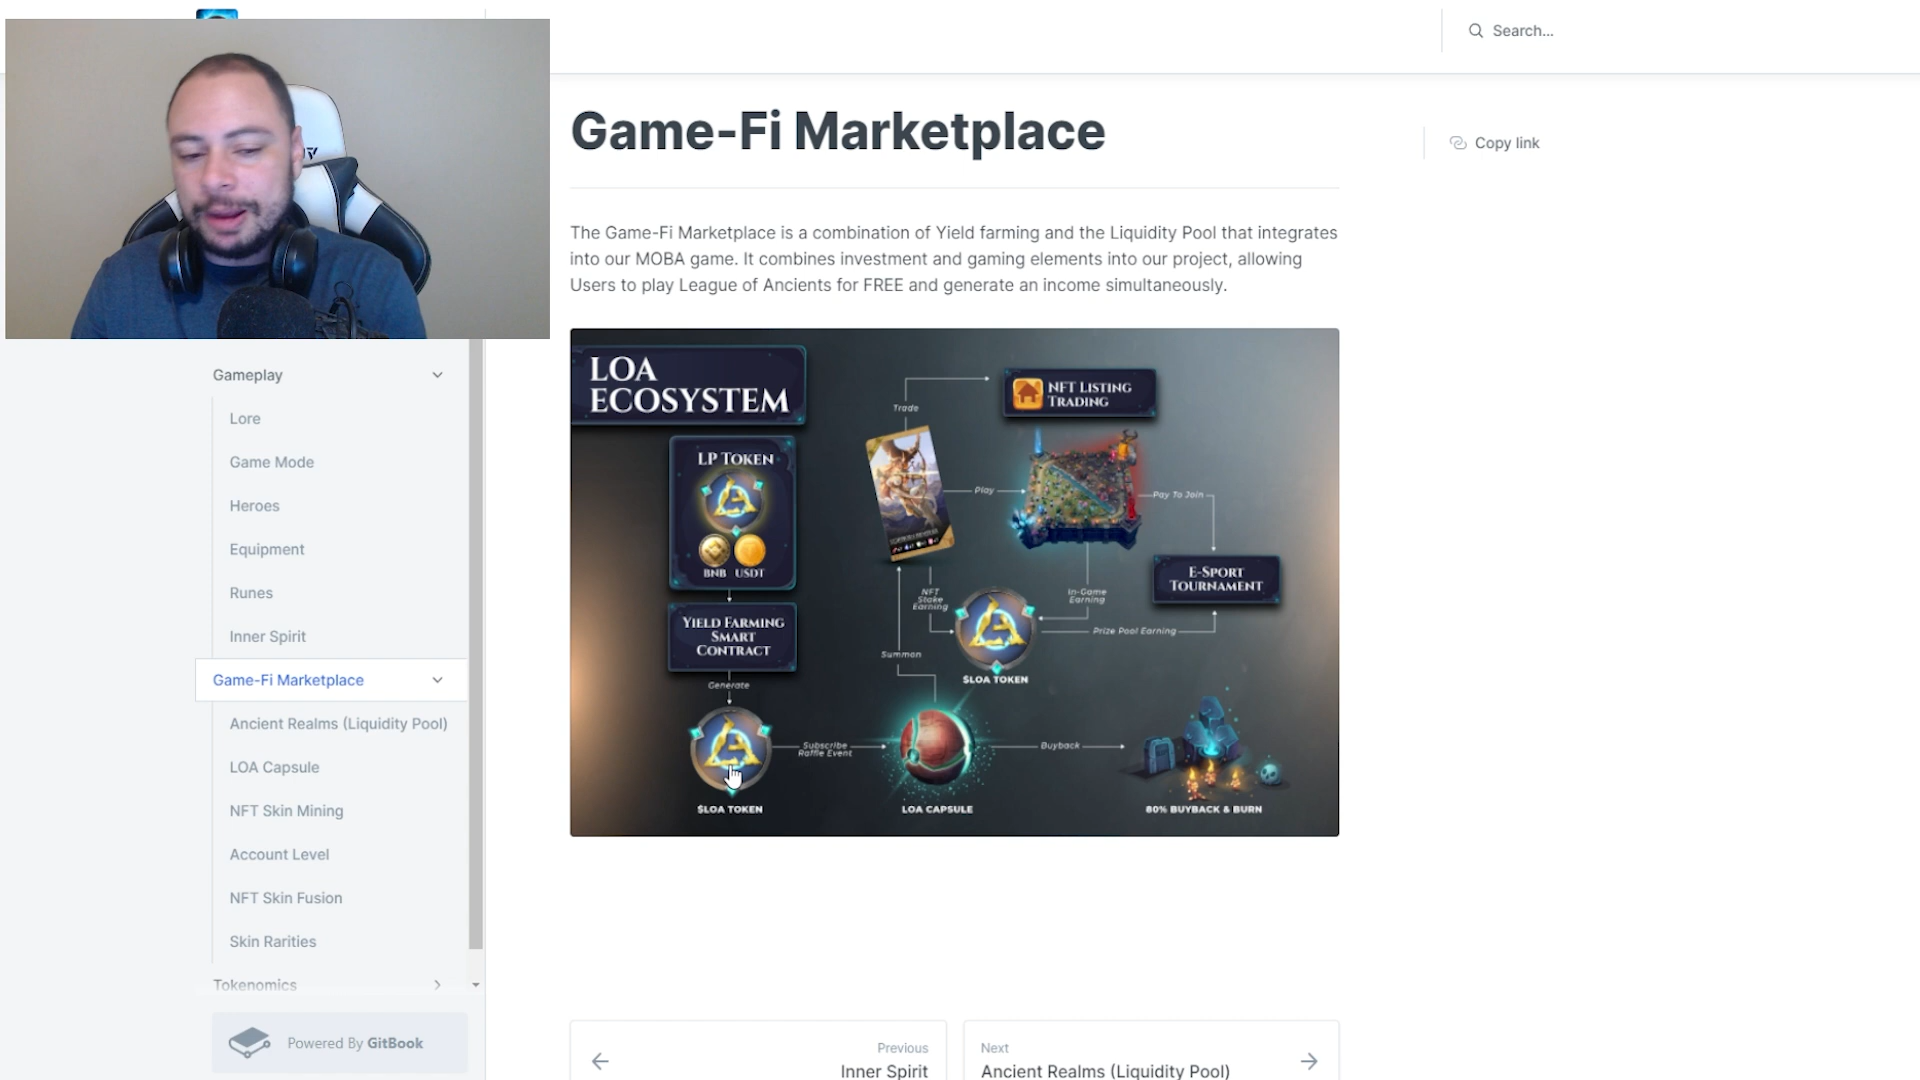 Search...
Game-Fi Marketplace
Copy link
The Game-Fi Marketplace is a combination of Yield farming and the Liquidity Pool that integrates
into our MOBA game. It combines investment and gaming elements into our project, allowing
Users to play League of Ancients for FREE and generate an income simultaneously.
Gameplay
Lore
Game Mode
Heroes
Equipment
Runes
Inner Spirit
Game-Fi Marketplace
Ancient Realms (Liquidity Pool)
LOA Capsule
NFT Skin Mining
Account Level
NFT Skin Fusion
Skin Rarities
Tokenomics
Powered By GitBook
LOA
ECOSYSTEM
LP TOKEN
BNB USDT
YIELD FARMING
SMART
CONTRACT
Generate
$LOA TOKEN
Subscribe
Raffle Event
LOA CAPSULE
Buyback
80% BUYBACK & BURN
Summon
Trade
NFT LISTING
TRADING
Play
Pay To Join
E-SPORT
TOURNAMENT
NFT
Stake
Earning
In-Game
Earning
Prize Pool Earning
$LOA TOKEN
Previous
Inner Spirit
Next
Ancient Realms (Liquidity Pool)